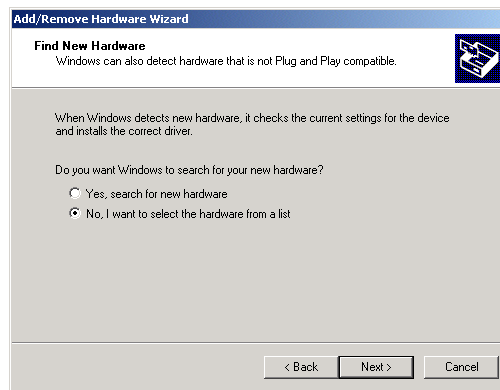 Add/Remove Hardware Wizard
Find New Hardware
Windows can also detect hardware that is not Plug and Play compatible.
When Windows detects new hardware, it checks the current settings for the device
and installs the correct driver.
Do you want Windows to search for your new hardware?
Yes, search for new hardware
No, I want to select the hardware from a list
< Back
Next >
Cancel